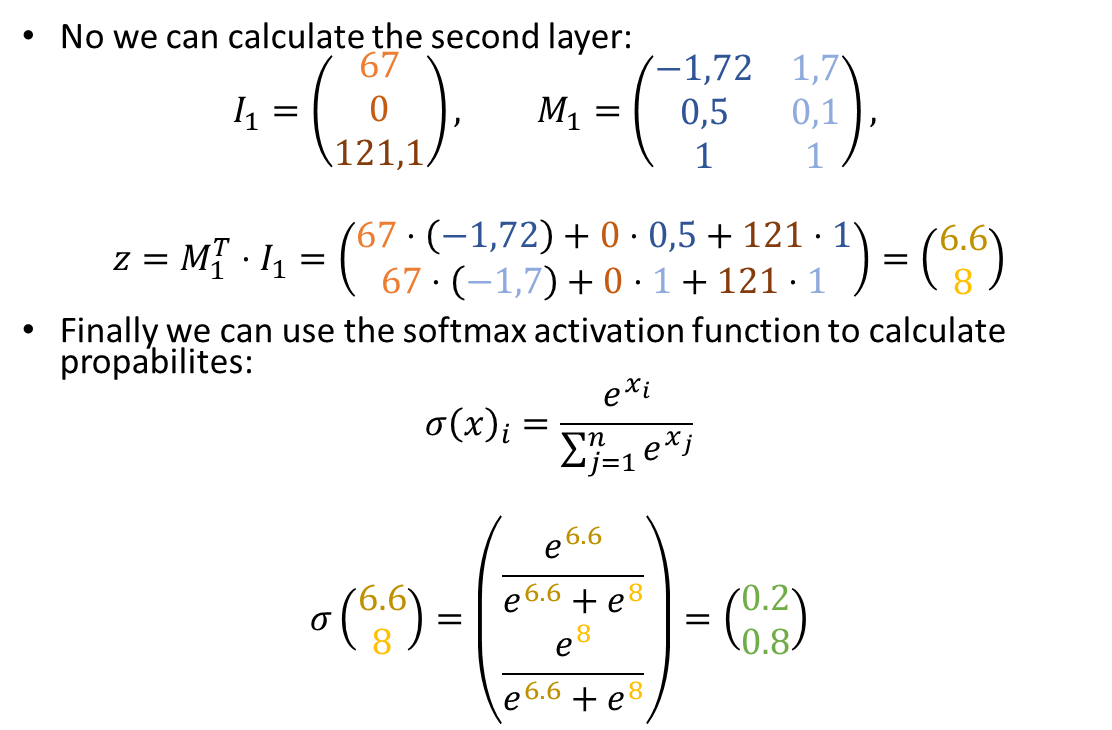 • No we can calculate the second layer:
I₁ = (67; 0; 121,1), M₁ = (−1,72 1,7; 0,5 0,1; 1 1),
z = M₁ᵀ · I₁ = (67 · (−1,72) + 0 · 0,5 + 121 · 1; 67 · (−1,7) + 0 · 1 + 121 · 1) = (6.6; 8)
• Finally we can use the softmax activation function to calculate
propabilites:
σ(x)ᵢ = e^{xᵢ} / ∑ⁿⱼ₌₁ e^{xⱼ}
σ(6.6; 8) = (e^{6.6} / (e^{6.6} + e^{8}); e^{8} / (e^{6.6} + e^{8})) = (0.2; 0.8)